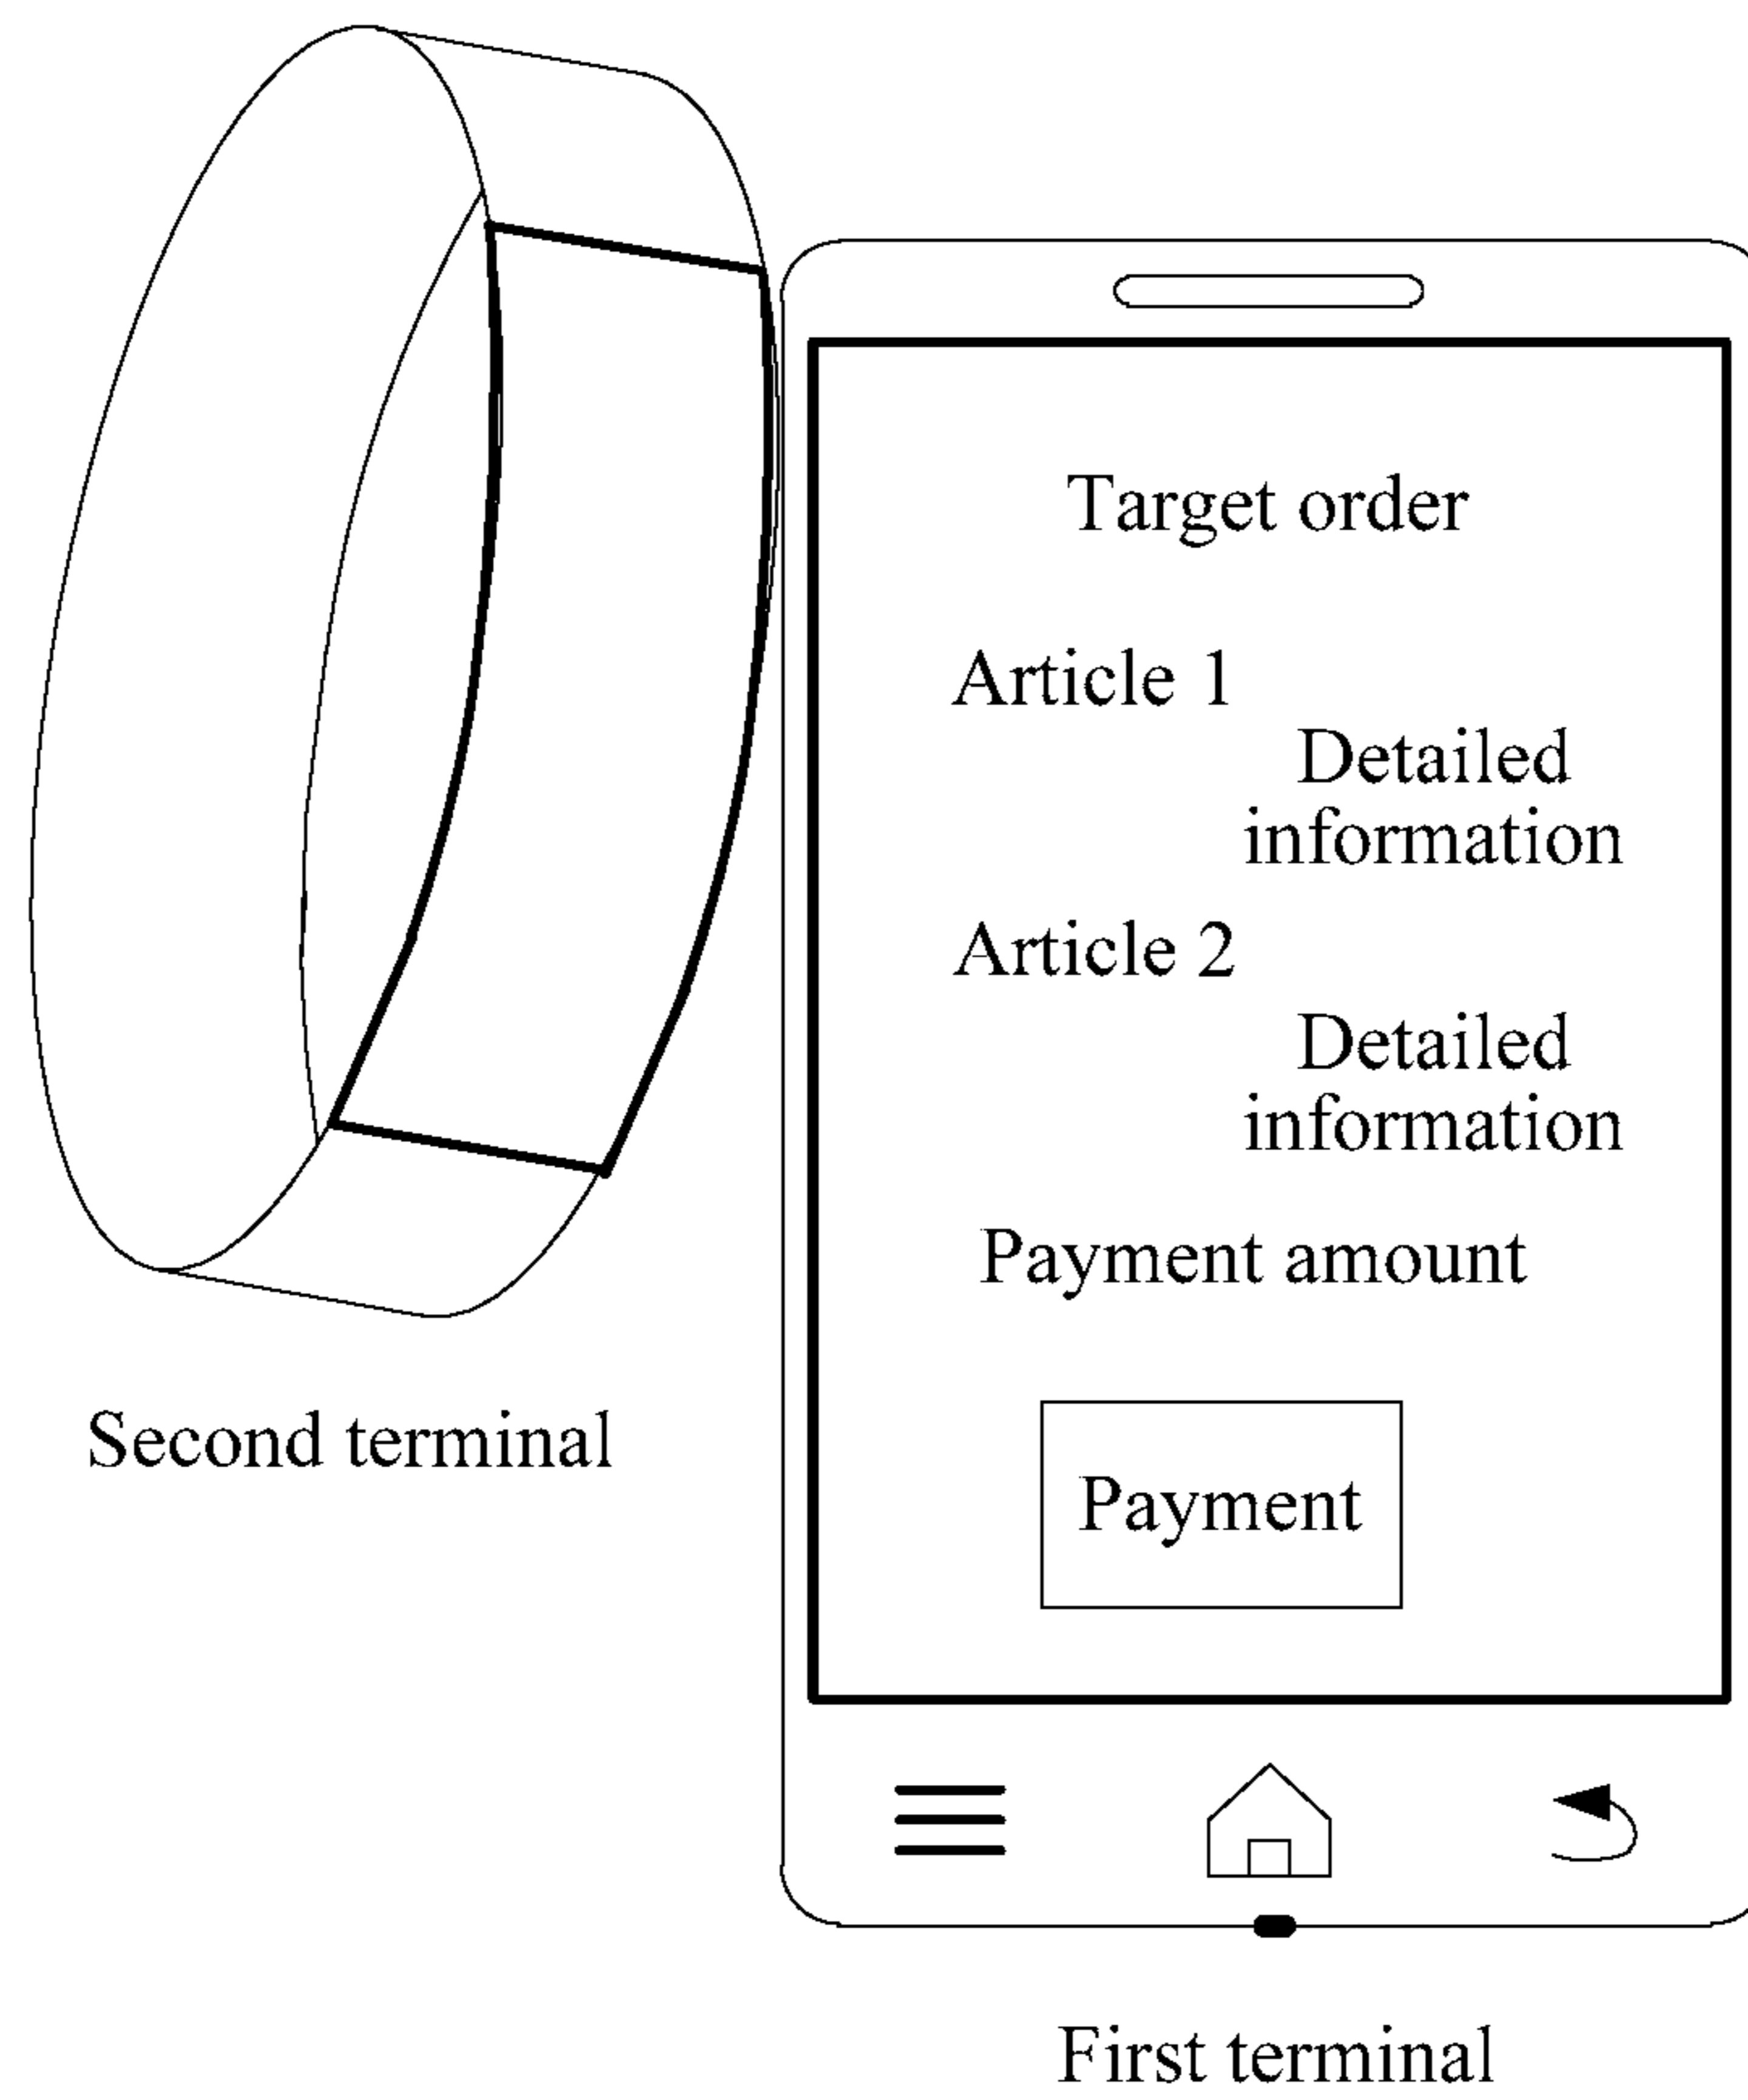 Target order
Article 1
Detailed
information
Article 2
Detailed
information
Payment amount
Payment
Second terminal
First terminal